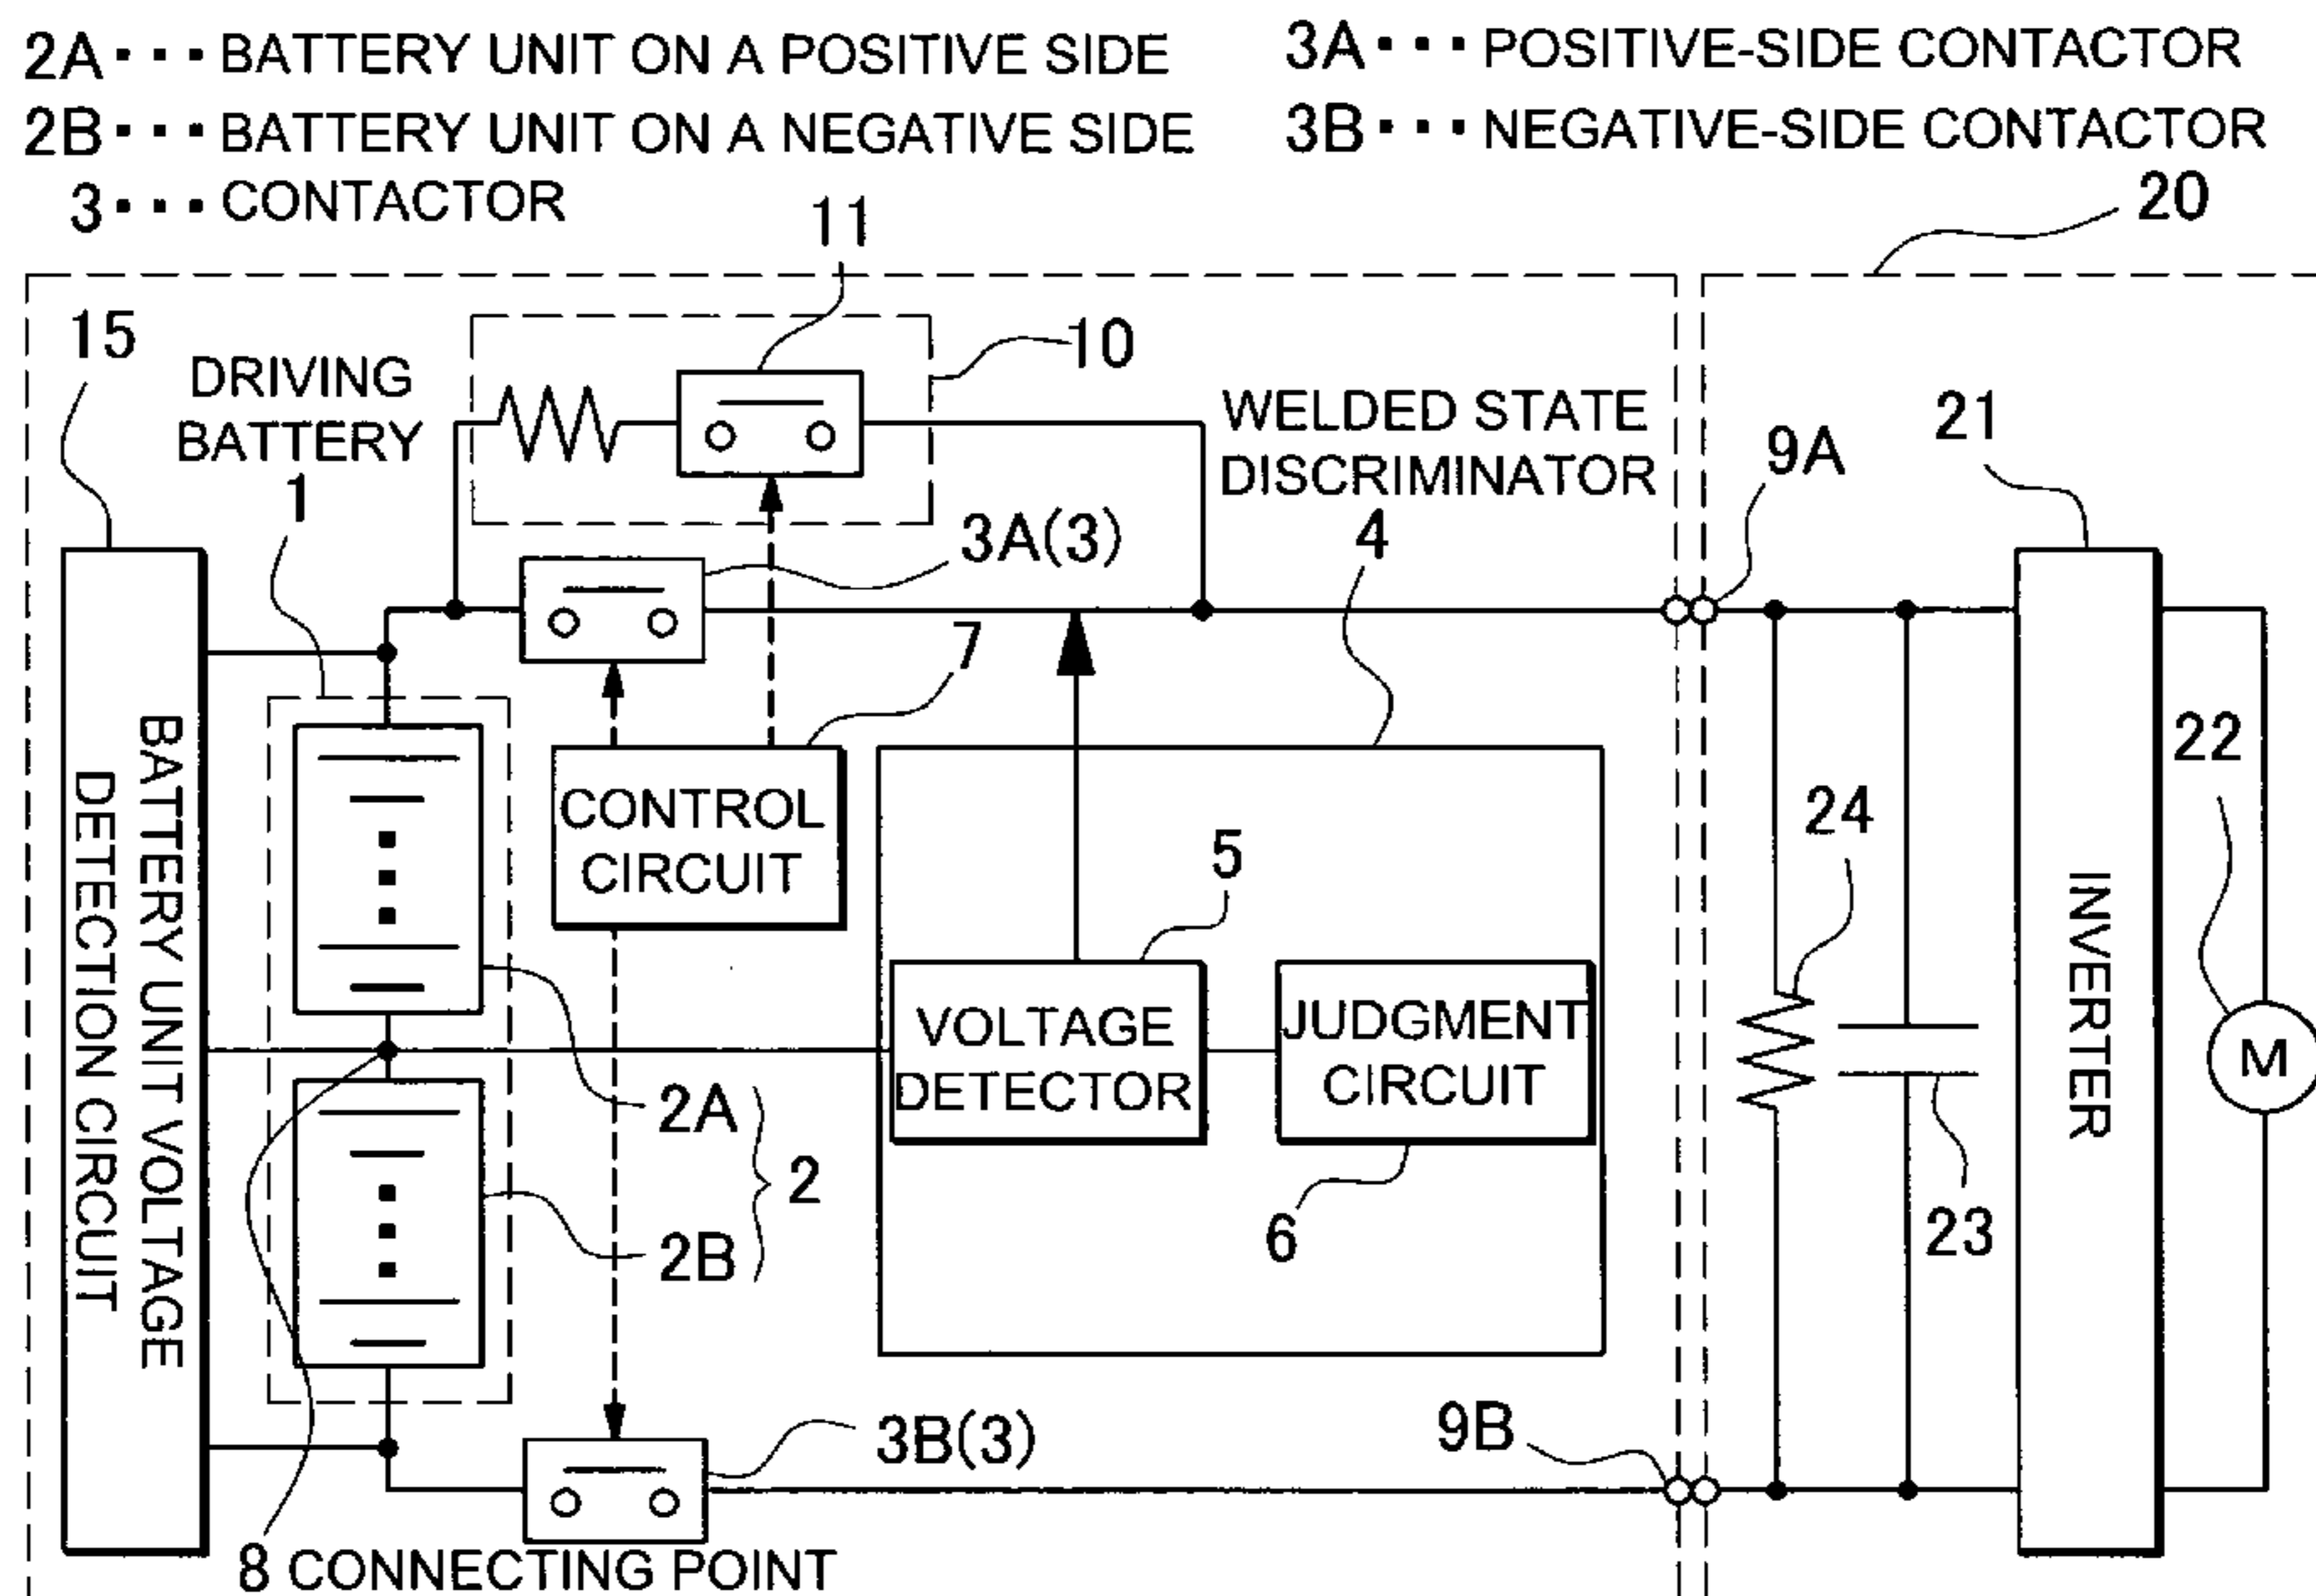 2A・・・BATTERY UNIT ON A POSITIVE SIDE
2B・・・BATTERY UNIT ON A NEGATIVE SIDE
3・・・CONTACTOR
3A・・・POSITIVE-SIDE CONTACTOR
3B・・・NEGATIVE-SIDE CONTACTOR
20
11
15
DRIVING
BATTERY
1
10
WELDED STATE
DISCRIMINATOR
4
3A(3)
9A
21
7
CONTROL
CIRCUIT
22
24
5
BATTERY UNIT VOLTAGE
DETECTION CIRCUIT
VOLTAGE
DETECTOR
JUDGMENT
CIRCUIT
INVERTER
M
2A
2
2B
6
23
3B(3)
9B
8 CONNECTING POINT